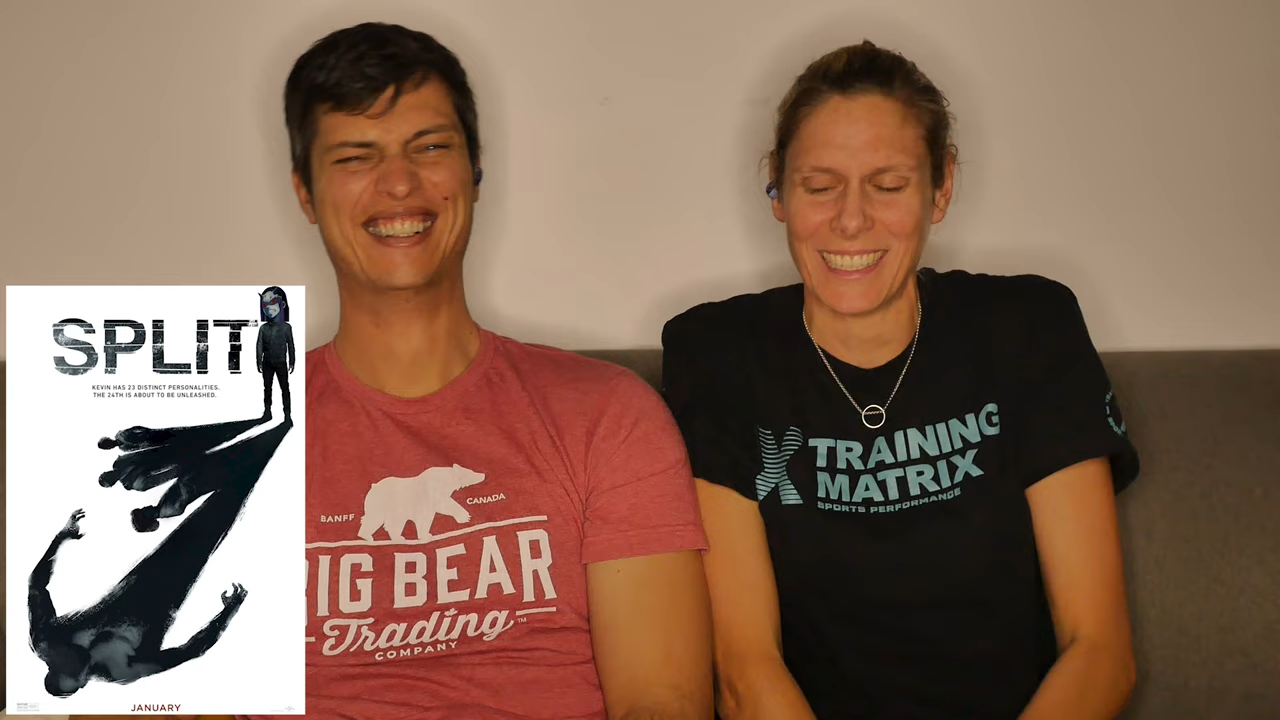 SPLIT
KEVIN HAS 23 DISTINCT PERSONALITIES.
THE 24TH IS ABOUT TO BE UNLEASHED.
JANUARY
BANFF
CANADA
BIG BEAR
Trading™
COMPANY
X TRAINING
MATRIX
SPORTS PERFORMANCE